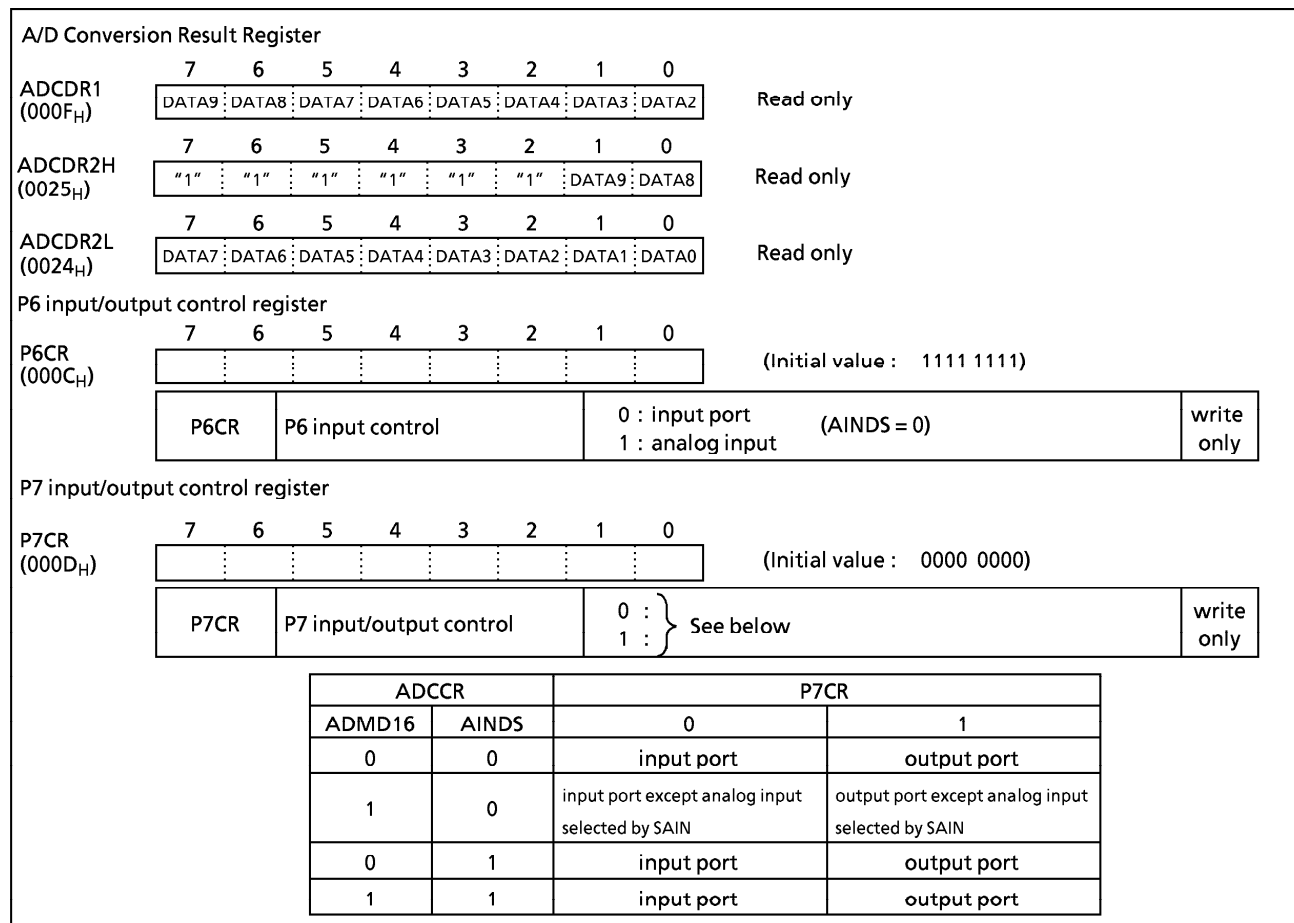 A/D Conversion Result Register
7 6 5 4 3 2 1 0
ADCDR1
(000FH)
DATA9 DATA8 DATA7 DATA6 DATA5 DATA4 DATA3 DATA2
Read only
7 6 5 4 3 2 1 0
ADCDR2H
(0025H)
"1" "1" "1" "1" "1" "1" DATA9 DATA8
Read only
7 6 5 4 3 2 1 0
ADCDR2L
(0024H)
DATA7 DATA6 DATA5 DATA4 DATA3 DATA2 DATA1 DATA0
Read only
P6 input/output control register
7 6 5 4 3 2 1 0
P6CR
(000CH)
(Initial value : 1111 1111)
P6CR
P6 input control
0 : input port
1 : analog input
(AINDS = 0)
write
only
P7 input/output control register
7 6 5 4 3 2 1 0
P7CR
(000DH)
(Initial value : 0000 0000)
P7CR
P7 input/output control
0 :
1 :
See below
write
only
ADCCR P7CR
ADMD16 AINDS 0 1
0 0 input port output port
1 0
input port except analog input
selected by SAIN
output port except analog input
selected by SAIN
0 1 input port output port
1 1 input port output port